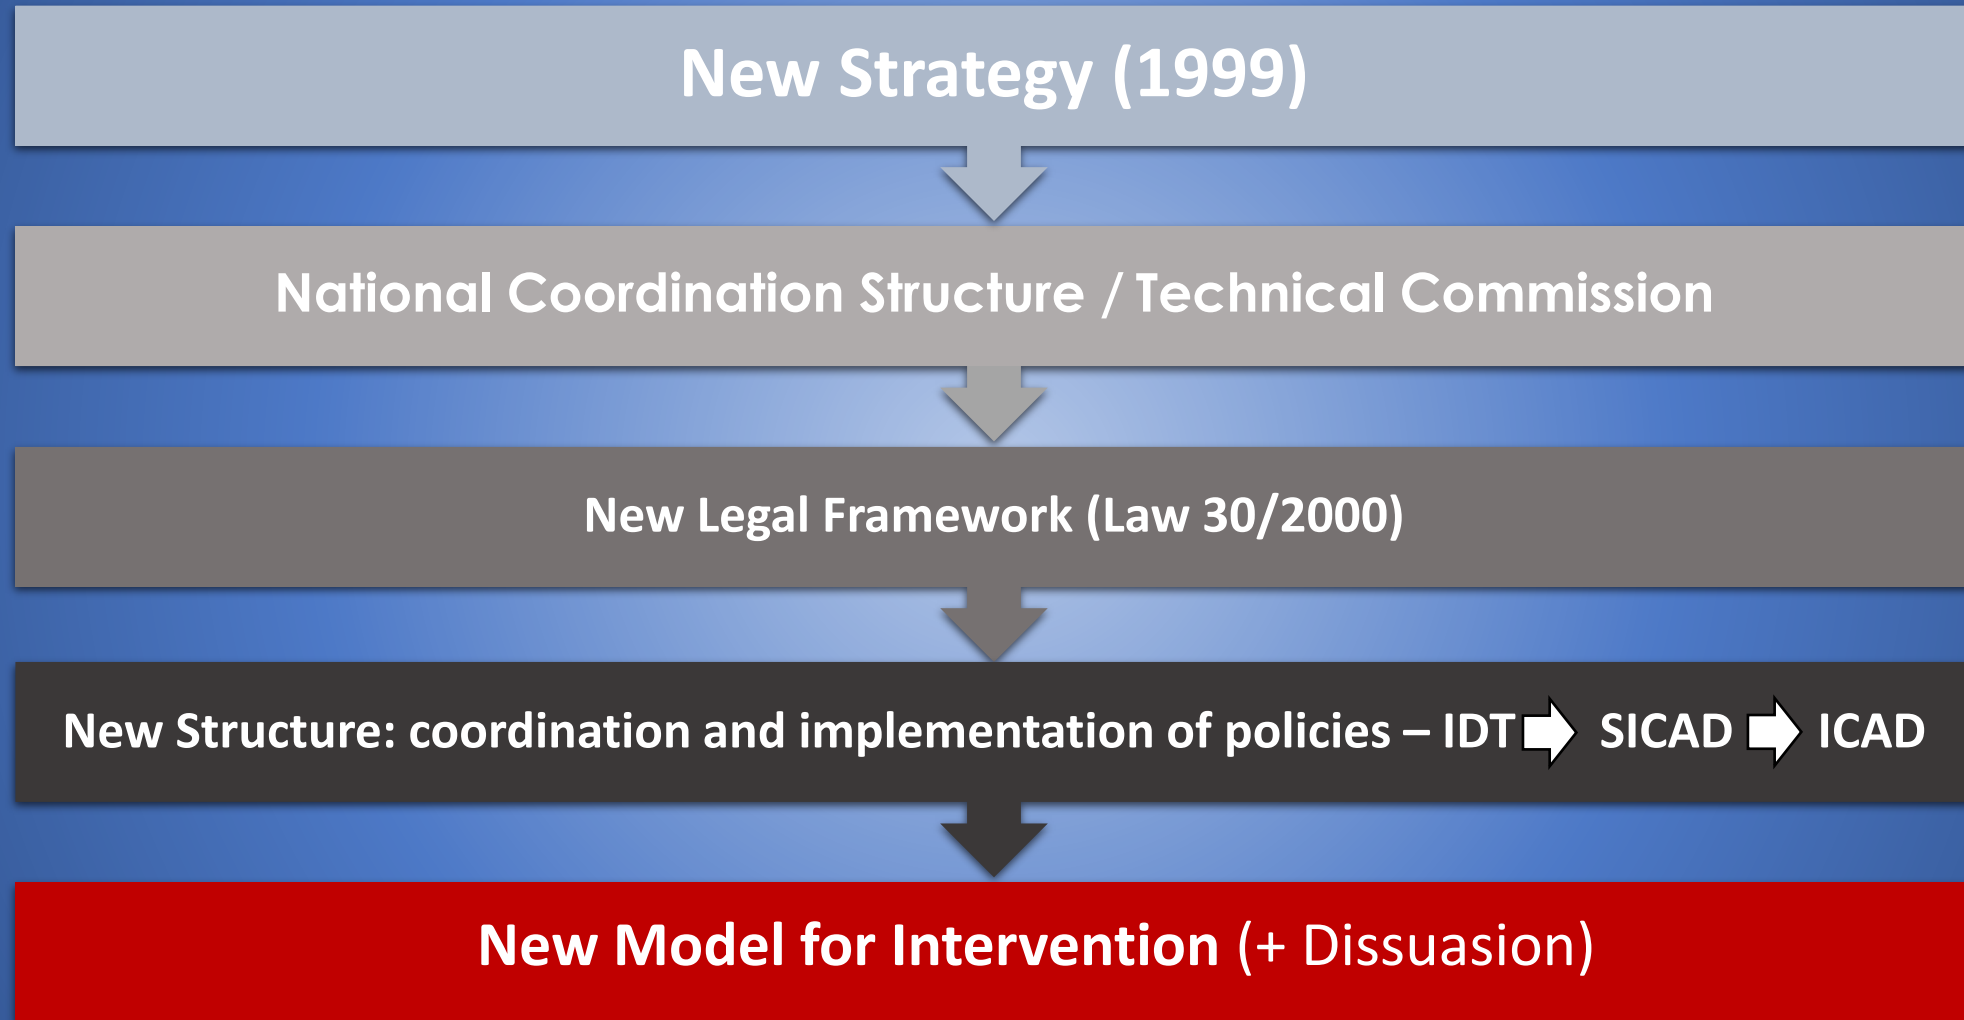 New Strategy (1999)
National Coordination Structure / Technical Commission
New Legal Framework (Law 30/2000)
New Structure: coordination and implementation of policies – IDT SICAD ICAD
New Model for Intervention (+ Dissuasion)